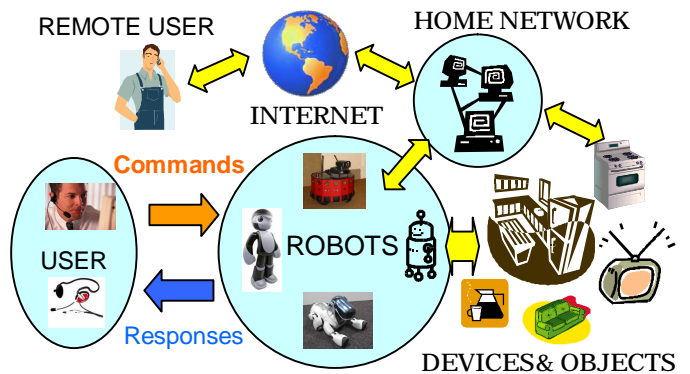 REMOTE USER
HOME NETWORK
INTERNET
Commands
USER
ROBOTS
Responses
DEVICES& OBJECTS